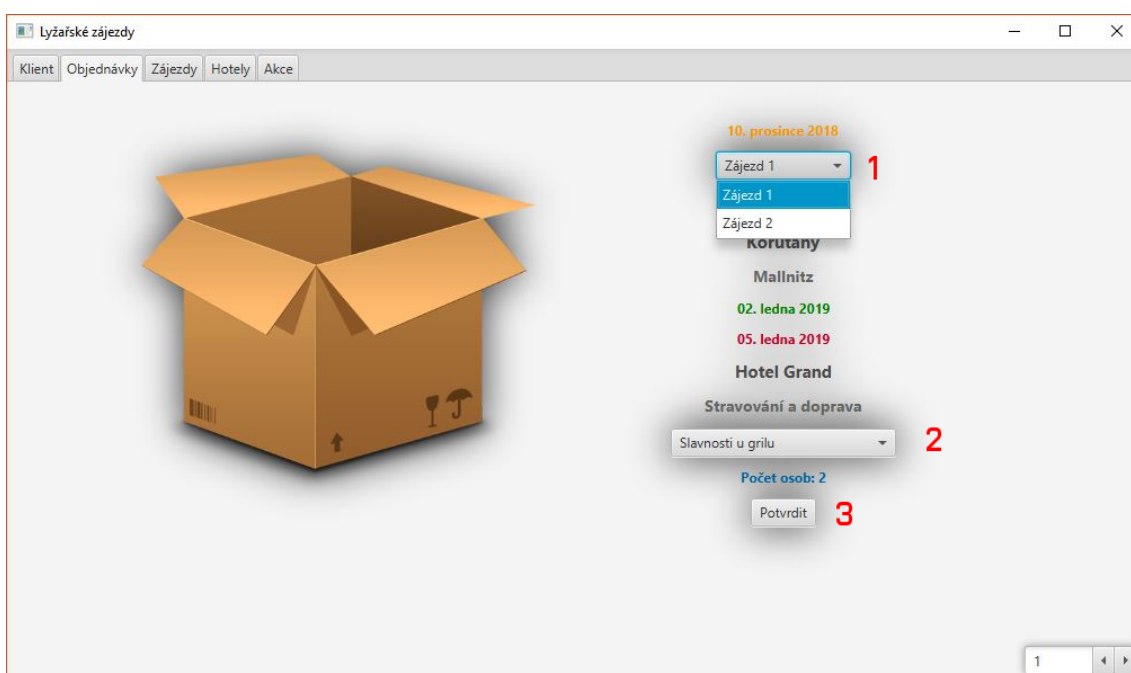 Lyžařské zájezdy
Klient Objednávky Zájezdy Hotely Akce
10. prosince 2018
Zájezd 1
1
Zájezd 1
Zájezd 2
Korutany
Mallnitz
02. ledna 2019
05. ledna 2019
Hotel Grand
Stravování a doprava
Slavnosti u grilu
2
Počet osob: 2
Potvrdit
3
1